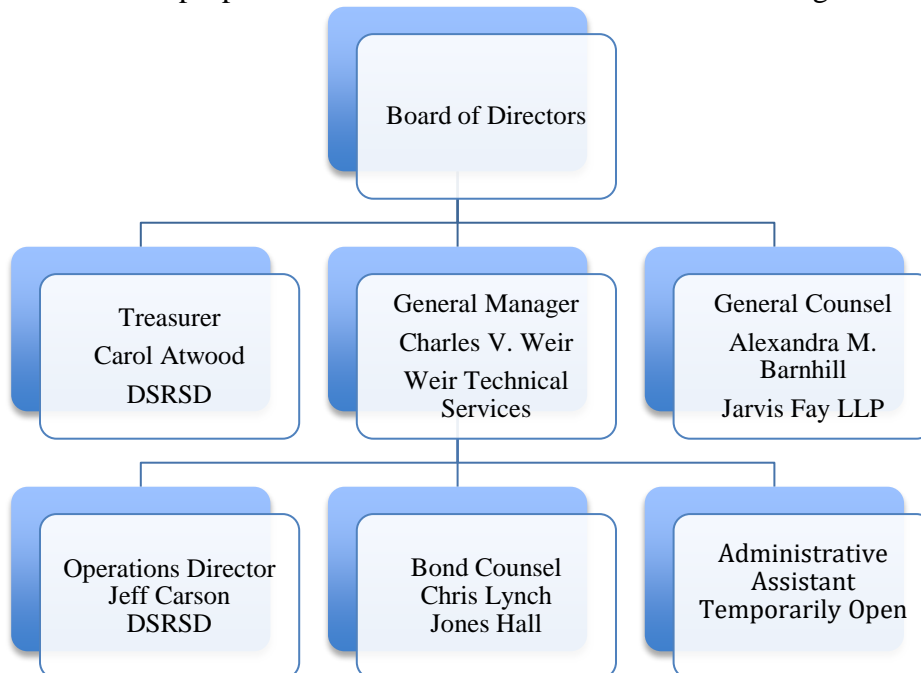 Board of Directors
Treasurer
Carol Atwood
DSRSD
General Manager
Charles V. Weir
Weir Technical
Services
General Counsel
Alexandra M.
Barnhill
Jarvis Fay LLP
Operations Director
Jeff Carson
DSRSD
Bond Counsel
Chris Lynch
Jones Hall
Administrative
Assistant
Temporarily Open